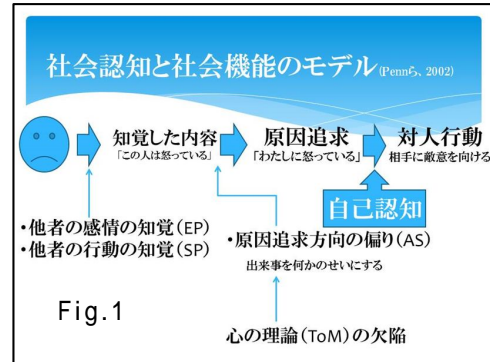 社会認知と社会機能のモデル(Pennら、2002)
知覚した内容
「この人は怒っている」
原因追求
「わたしに怒っている」
対人行動
相手に敵意を向ける
自己認知
・他者の感情の知覚(EP)
・他者の行動の知覚(SP)
・原因追求方向の偏り(AS)
出来事を何かのせいにする
Fig.1
心の理論(ToM)の欠陥